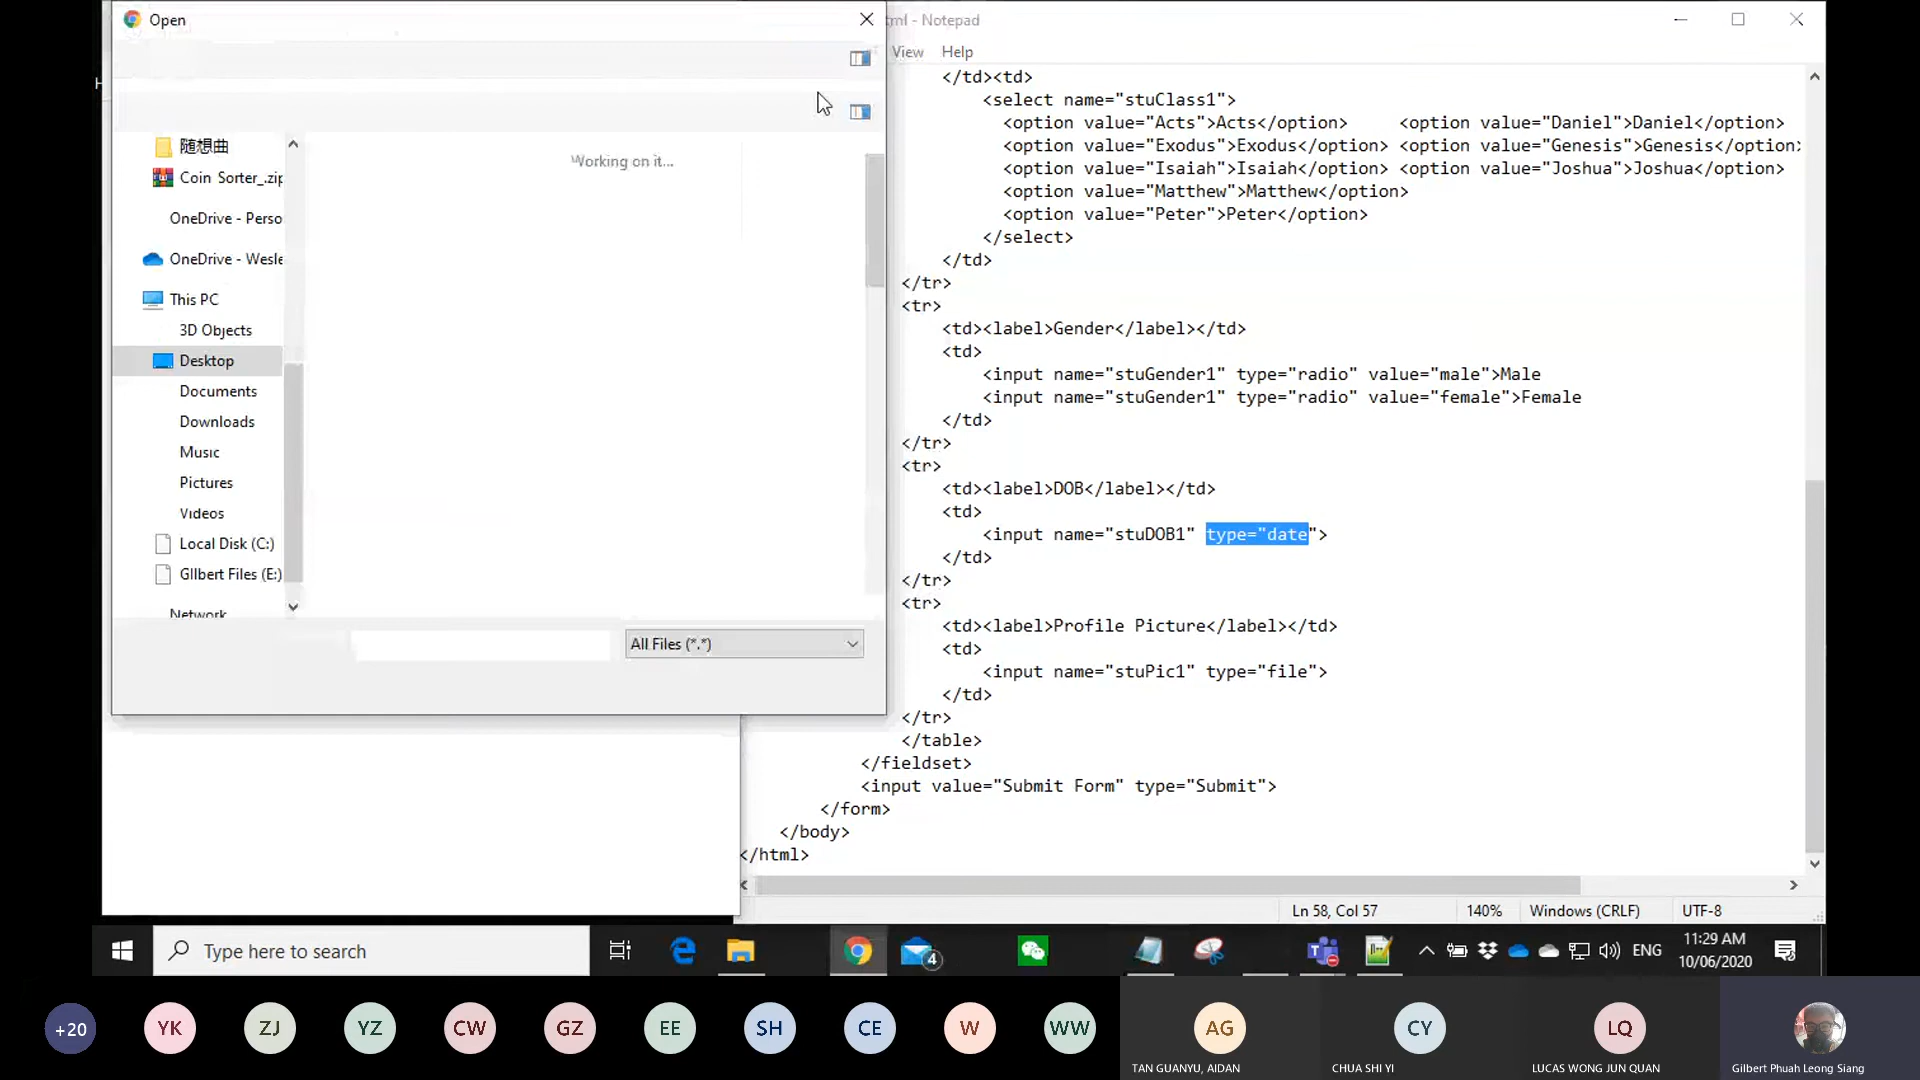 Open
随想曲
Coin Sorter_.zip
OneDrive - Perso
OneDrive - Wesle
This PC
3D Objects
Desktop
Documents
Downloads
Music
Pictures
Videos
Local Disk (C:)
GIlbert Files (E:)
Network
Working on it...
All Files (*.*)
ml - Notepad
View Help
</td><td>
<select name="stuClass1">
<option value="Acts">Acts</option> <option value="Daniel">Daniel</option>
<option value="Exodus">Exodus</option> <option value="Genesis">Genesis</option>
<option value="Isaiah">Isaiah</option> <option value="Joshua">Joshua</option>
<option value="Matthew">Matthew</option>
<option value="Peter">Peter</option>
</select>
</td>
</tr>
<tr>
<td><label>Gender</label></td>
<td>
<input name="stuGender1" type="radio" value="male">Male
<input name="stuGender1" type="radio" value="female">Female
</td>
</tr>
<tr>
<td><label>DOB</label></td>
<td>
<input name="stuDOB1" type="date">
</td>
</tr>
<tr>
<td><label>Profile Picture</label></td>
<td>
<input name="stuPic1" type="file">
</td>
</tr>
</table>
</fieldset>
<input value="Submit Form" type="Submit">
</form>
</body>
</html>
Ln 58, Col 57 140% Windows (CRLF) UTF-8
Type here to search
4
ENG
11:29 AM
10/06/2020
+20 YK ZJ YZ CW GZ EE SH CE W WW AG CY LQ
TAN GUANYU, AIDAN CHUA SHI YI LUCAS WONG JUN QUAN Gilbert Phuah Leong Siang